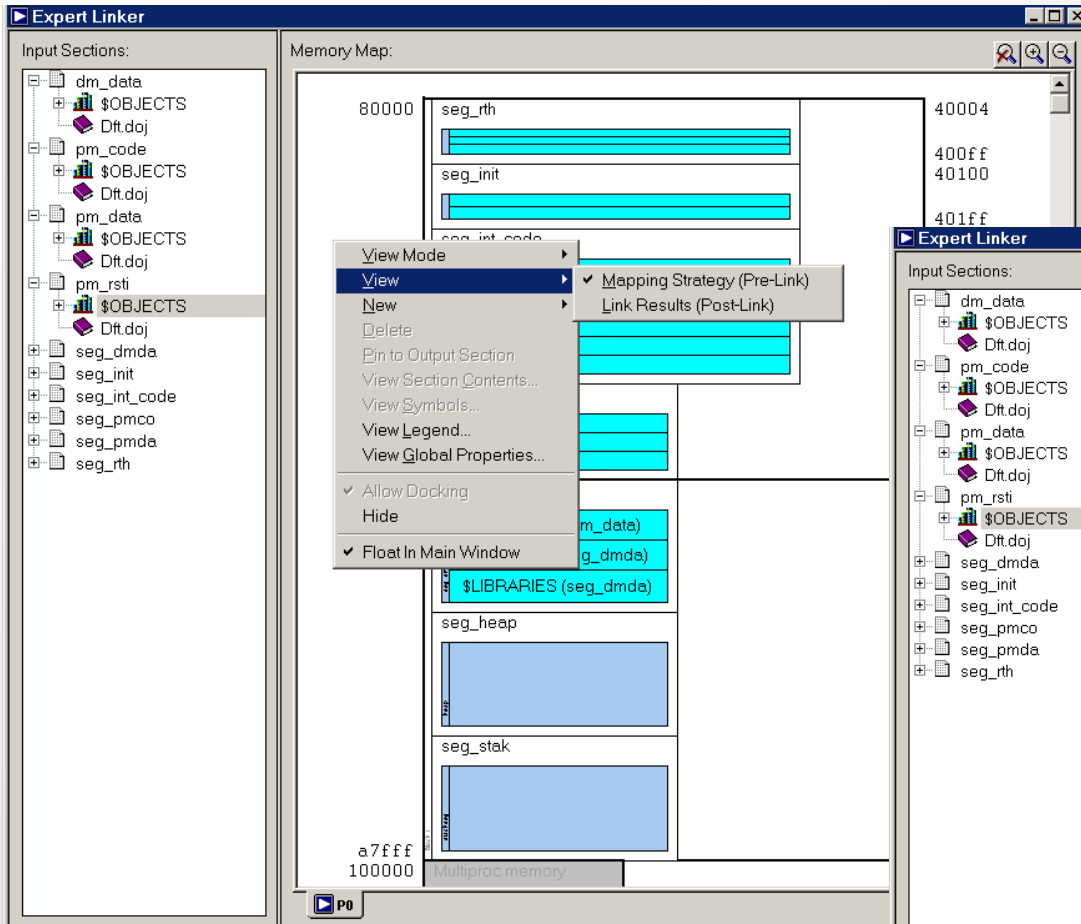 Expert Linker
Input Sections:
dm_data
$OBJECTS
Dft.doj
pm_code
$OBJECTS
Dft.doj
pm_data
$OBJECTS
Dft.doj
pm_rsti
$OBJECTS
Dft.doj
seg_dmda
seg_init
seg_int_code
seg_pmco
seg_pmda
seg_rth
Memory Map:
80000
seg_rth
seg_init
seg_int_code
40004
400ff
40100
401ff
View Mode
View
New
Delete
Pin to Output Section
View Section Contents...
View Symbols...
View Legend...
View Global Properties...
Allow Docking
Hide
Float In Main Window
Mapping Strategy (Pre-Link)
Link Results (Post-Link)
m_data)
g_dmda)
$LIBRARIES (seg_dmda)
seg_heap
heap
seg_stak
a7fff
100000
Multiproc memory
P0
Expert Linker
Input Sections:
dm_data
$OBJECTS
Dft.doj
pm_code
$OBJECTS
Dft.doj
pm_data
$OBJECTS
Dft.doj
pm_rsti
$OBJECTS
Dft.doj
seg_dmda
seg_init
seg_int_code
seg_pmco
seg_pmda
seg_rth